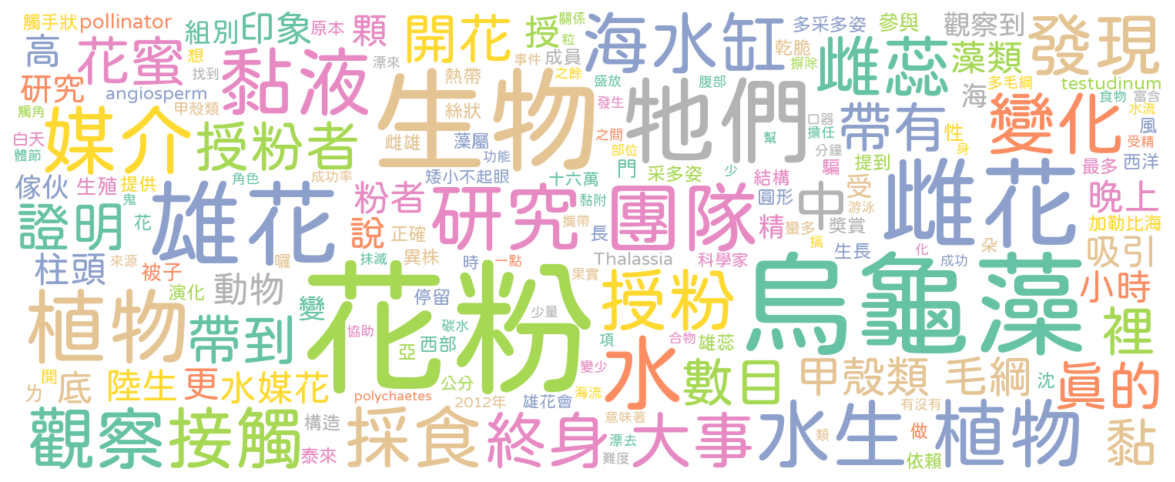 觸手狀 pollinator 組別 印象 原本 顆 開花 授 關係 粒 海水缸 多采多姿 參與 觀察到 發現
高 花蜜 想 找到 黏液 漂來 熱帶 事件 成員 之餘 盛放 乾脆 摒除 雌蕊 藻類 多毛綱 testudinum
研究 angiosperm 甲殼類 絲狀 生物 發生 牠們 腹部 口器 海 變化 食物 富含 水流
觸角 白天 體節 媒介 授粉者 雌雄 藻屬 功能 之間 部位 幫 擔任 分鐘 帶有 性 身 風 受精
傢伙 生殖 提供 鬼 角色 成功率 矮小不起眼 十六萬 門 采多姿 少 結構 圓形 騙 提到 受 游泳 雌花 最多 西洋 晚上
證明 花 雄花 粉者 說 正確 研究 黏附 攜帶 團隊 長 精 中 獎賞 蠻多 搞 生長 朵 加勒比海
柱頭 來源 被子 囉 抹滅 異株 時 一點 Thalassia 果實 科學家 化 成功 吸引
植物 演化 動物 變 帶到 花粉 停留 亞 碳水 西部 協助 少量 授粉 項 合物 雄蕊 烏龜藻 小時 裡
ㄉ 開 底 陸生 更 水媒花 公分 polychaetes 2012年 變少 海流 雄花會 水 數目 甲殼類 毛綱 沈 真的
觀察 接觸 構造 泰來 採食 終身大事 意味著 漂去 難度 水生 類 有沒有 做 依賴 植物 黏